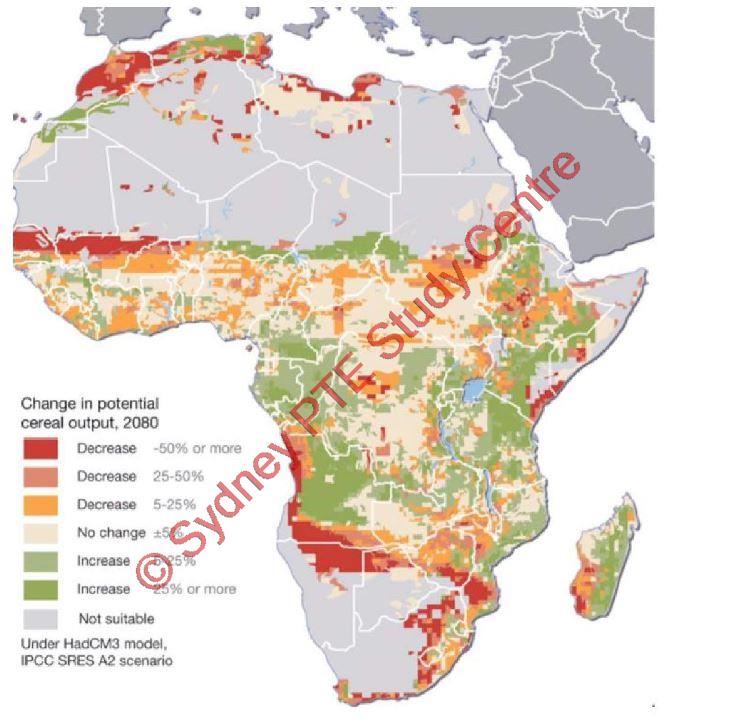 © Sydney PTE Study Centre
Change in potential
cereal output, 2080
Decrease -50% or more
Decrease 25-50%
Decrease 5-25%
No change ±5%
Increase 5-25%
Increase 25% or more
Not suitable
Under HadCM3 model,
IPCC SRES A2 scenario